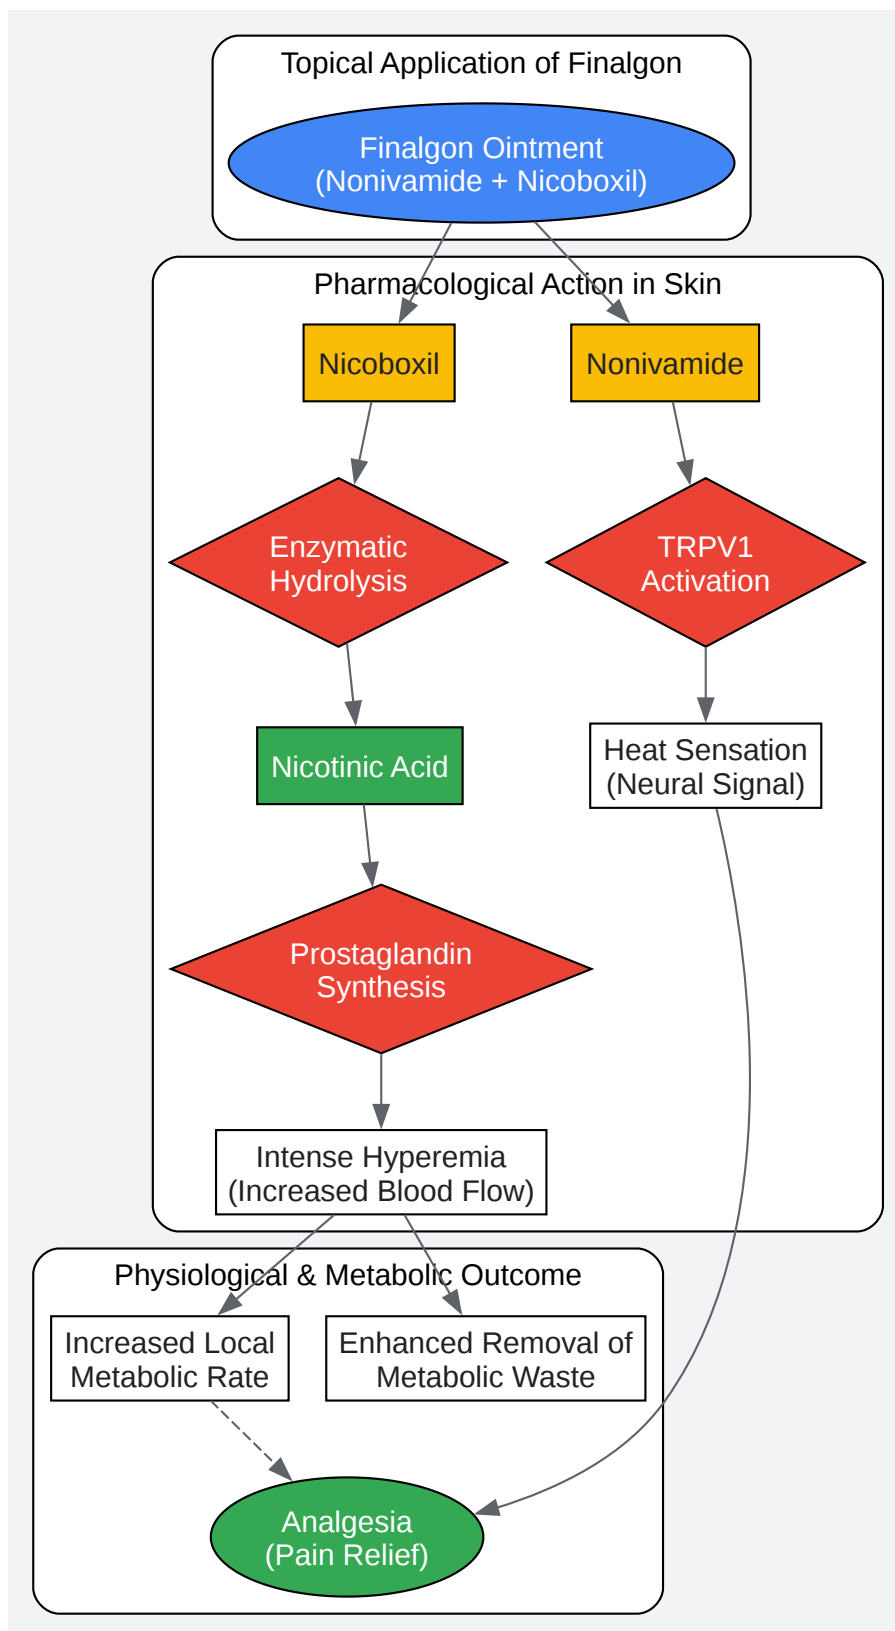 Topical Application of Finalgon
Finalgon Ointment
(Nonivamide + Nicoboxil)
Pharmacological Action in Skin
Nicoboxil
Nonivamide
Enzymatic
Hydrolysis
TRPV1
Activation
Nicotinic Acid
Heat Sensation
(Neural Signal)
Prostaglandin
Synthesis
Intense Hyperemia
(Increased Blood Flow)
Physiological & Metabolic Outcome
Increased Local
Metabolic Rate
Enhanced Removal of
Metabolic Waste
Analgesia
(Pain Relief)